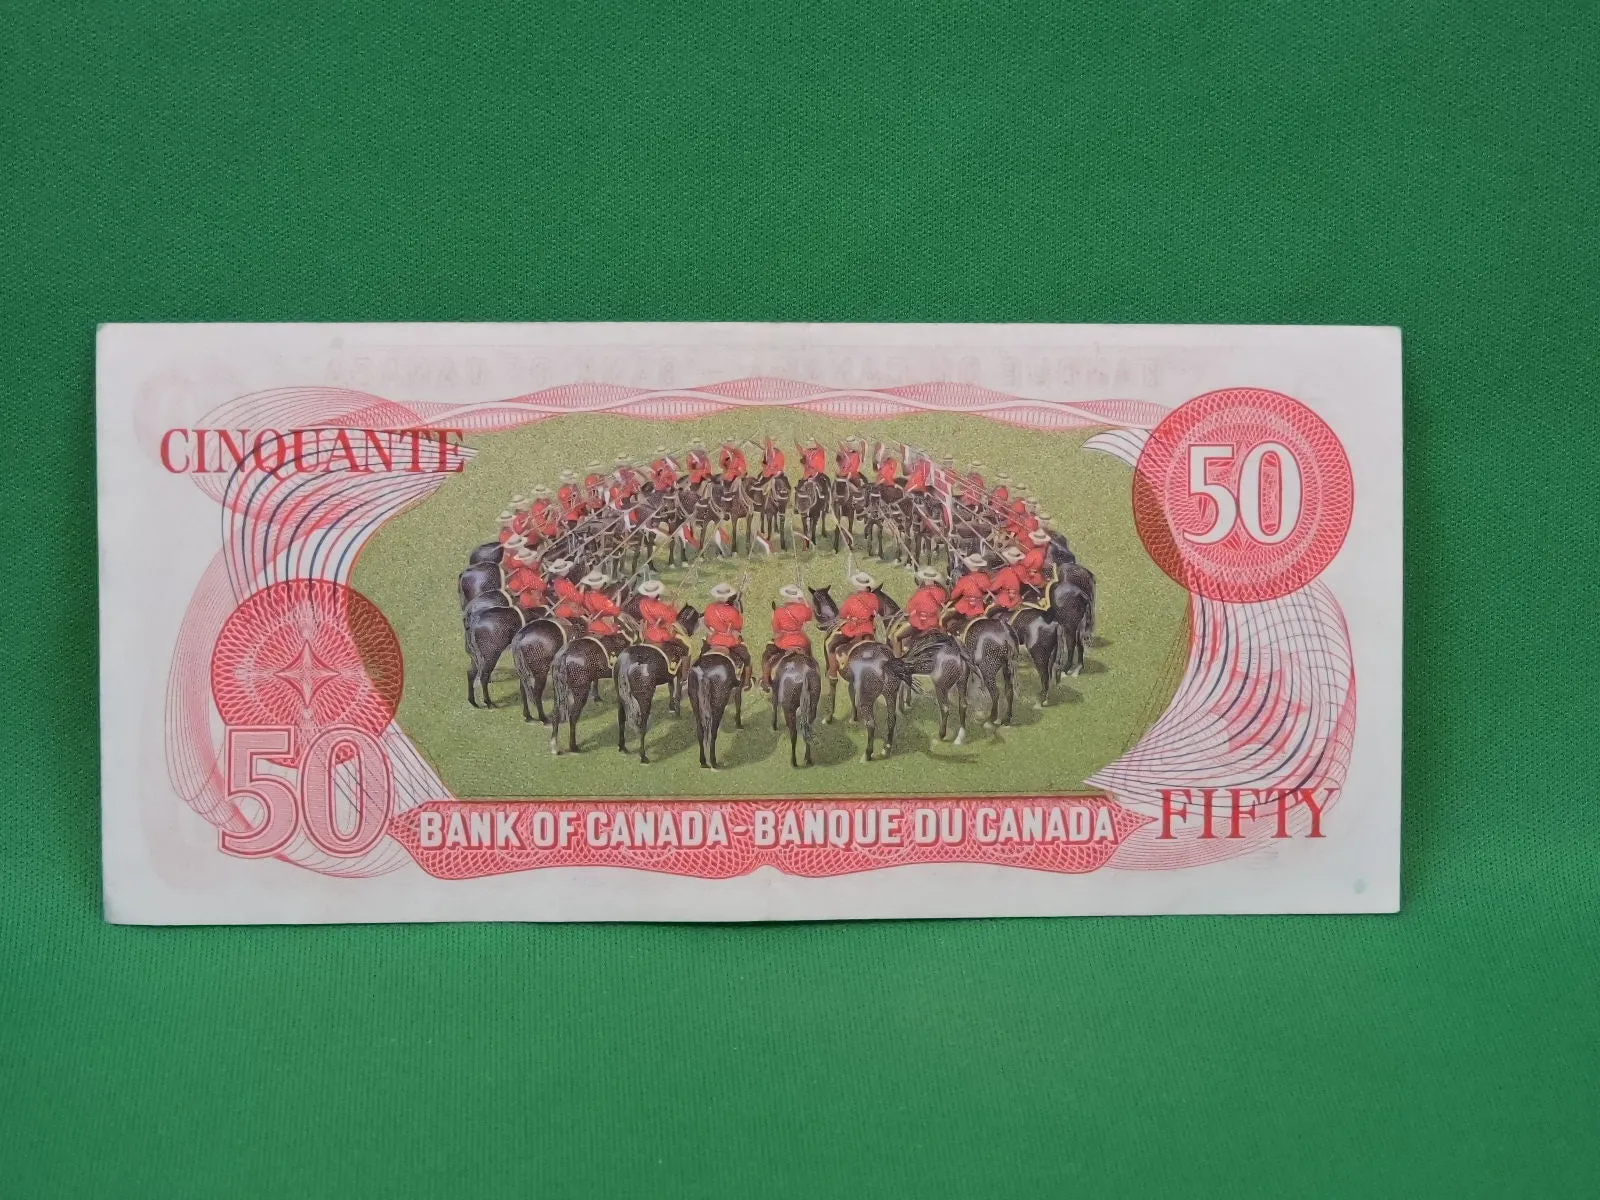 CINQUANTE
50
50
BANK OF CANADA-BANQUE DU CANADA
FIFTY